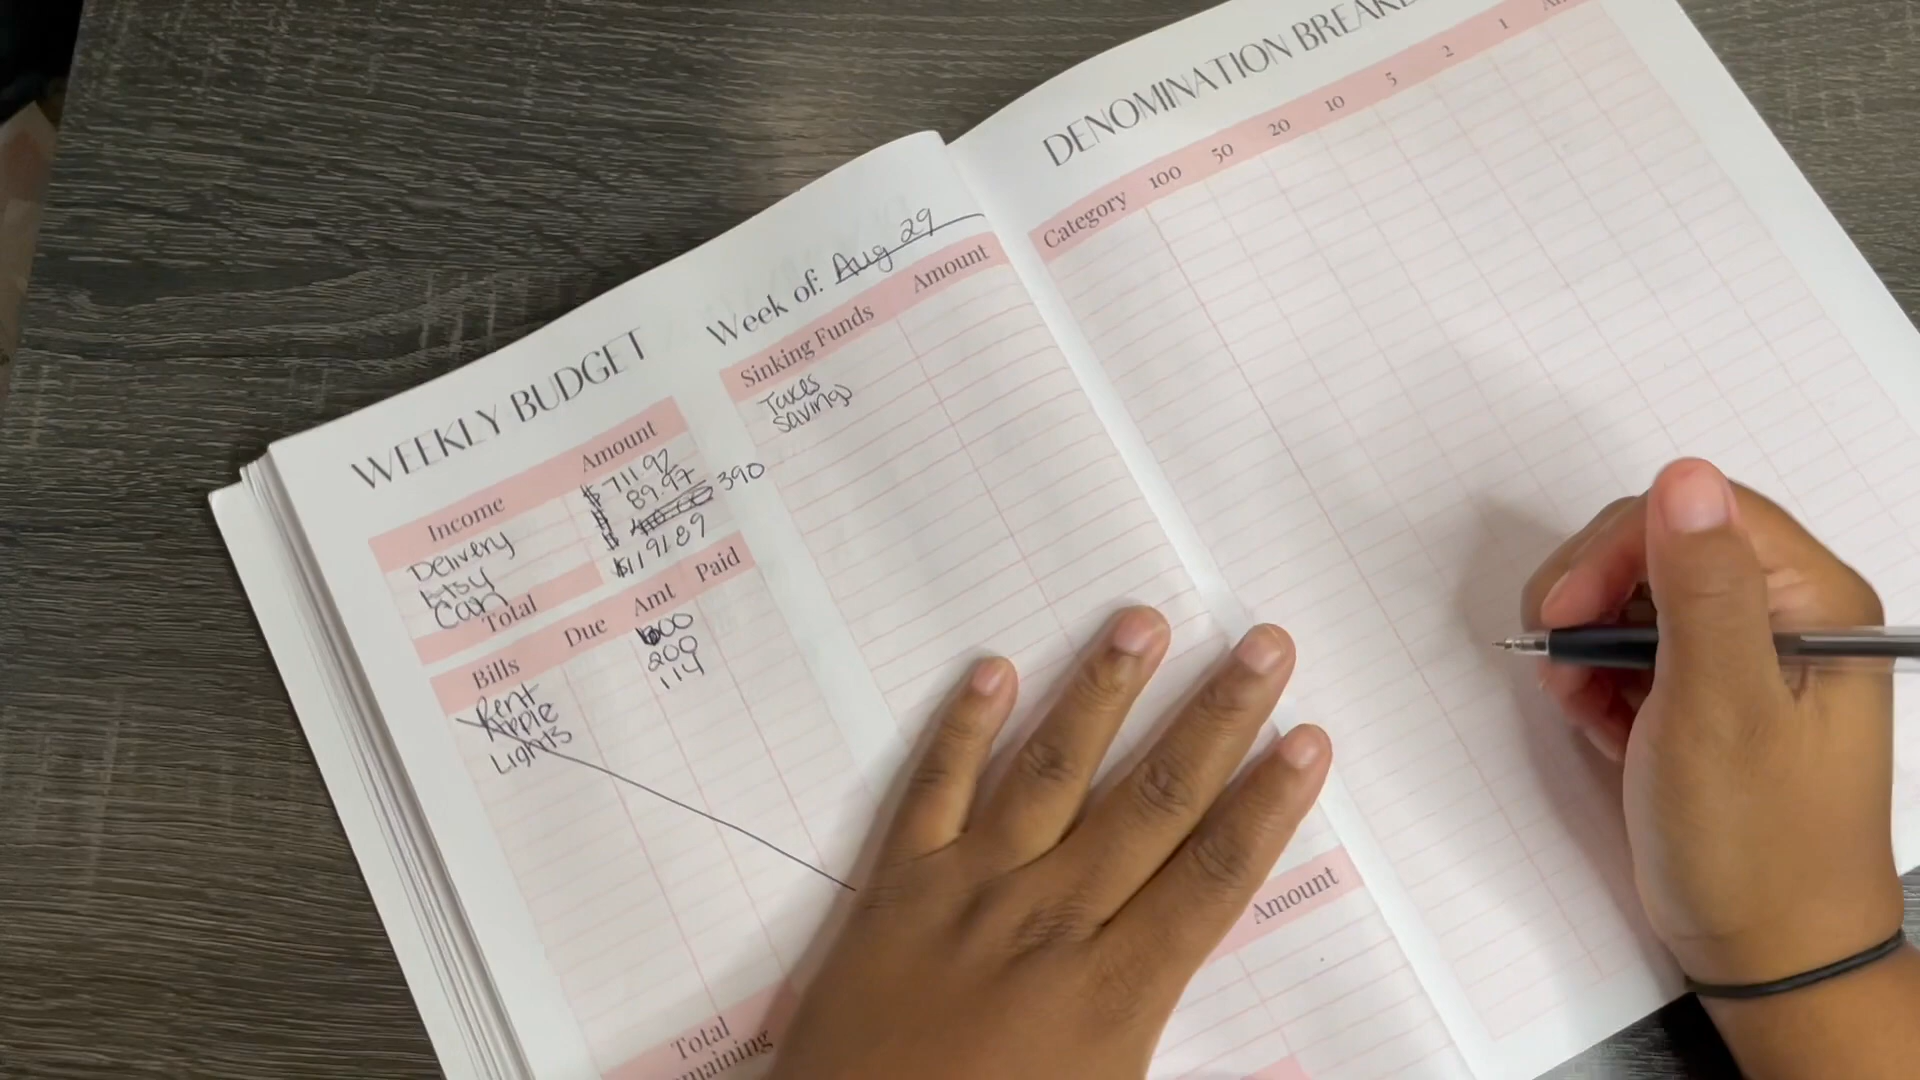 WEEKLY BUDGET
Week of: Aug 29
Income Amount
Delivery $711.92
Etsy $ 89.97
Can $ 390
Total $1191.89
Bills Due Amt Paid
Rent 600
Apple 200
Lights 114
Total
Sinking Funds Amount
Taxes
Savings
Amount
DENOMINATION
Category 100 50 20 10 5 2 1